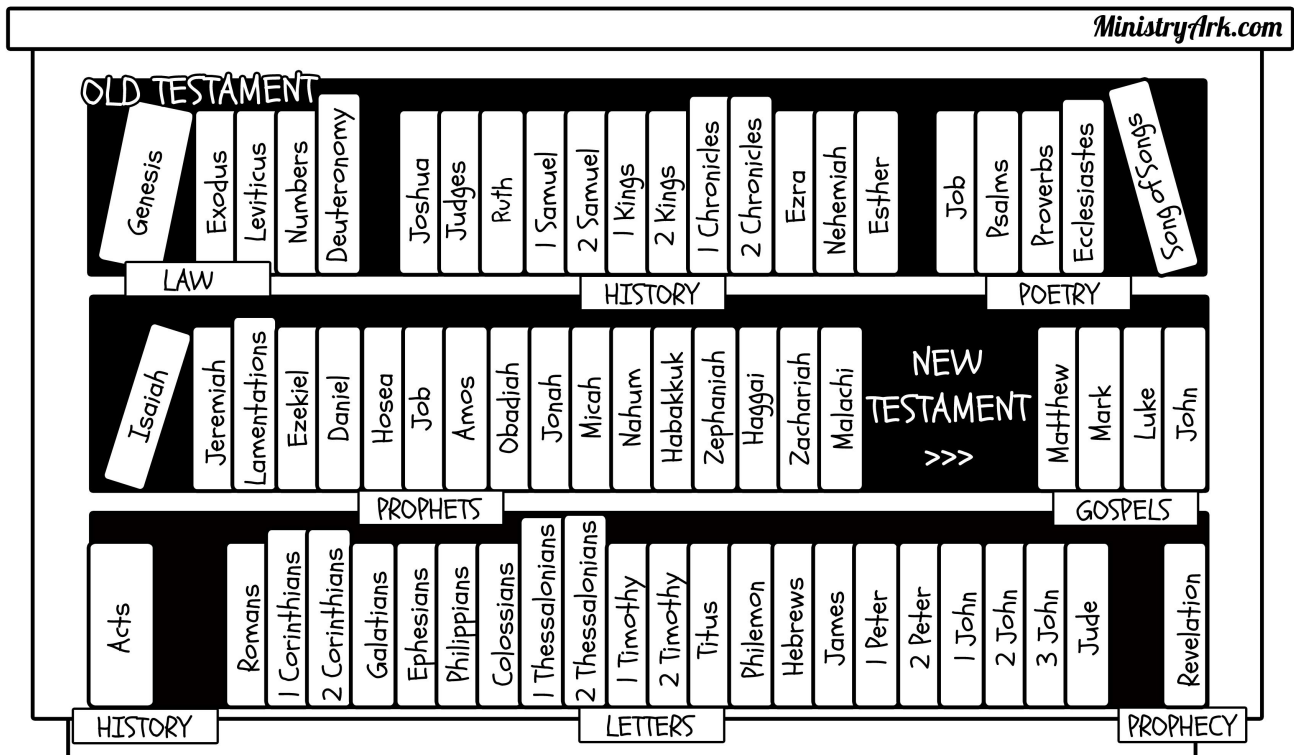 MinistryArk.com
OLD TESTAMENT
Genesis
Exodus
Leviticus
Numbers
Deuteronomy
Joshua
Judges
Ruth
1 Samuel
2 Samuel
1 Kings
2 Kings
1 Chronicles
2 Chronicles
Ezra
Nehemiah
Esther
Job
Psalms
Proverbs
Ecclesiastes
Song of Songs
LAW
HISTORY
POETRY
Isaiah
Jeremiah
Lamentations
Ezekiel
Daniel
Hosea
Job
Amos
Obadiah
Jonah
Micah
Nahum
Habakkuk
Zephaniah
Haggai
Zachariah
Malachi
NEW
TESTAMENT
>>>
Matthew
Mark
Luke
John
PROPHETS
GOSPELS
Acts
Romans
1 Corinthians
2 Corinthians
Galatians
Ephesians
Philippians
Colossians
1 Thessalonians
2 Thessalonians
1 Timothy
2 Timothy
Titus
Philemon
Hebrews
James
1 Peter
2 Peter
1 John
2 John
3 John
Jude
Revelation
HISTORY
LETTERS
PROPHECY